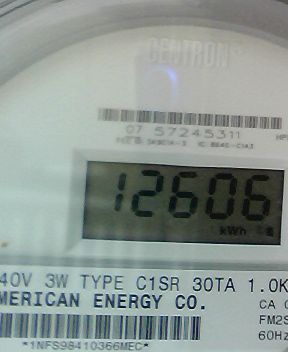 CENTRON
07 57245311
12606
kWh
40V 3W TYPE C1SR 30TA 1.0K
MERICAN ENERGY CO.
CA
FM2S
60Hz
*1NFS98410366MEC*